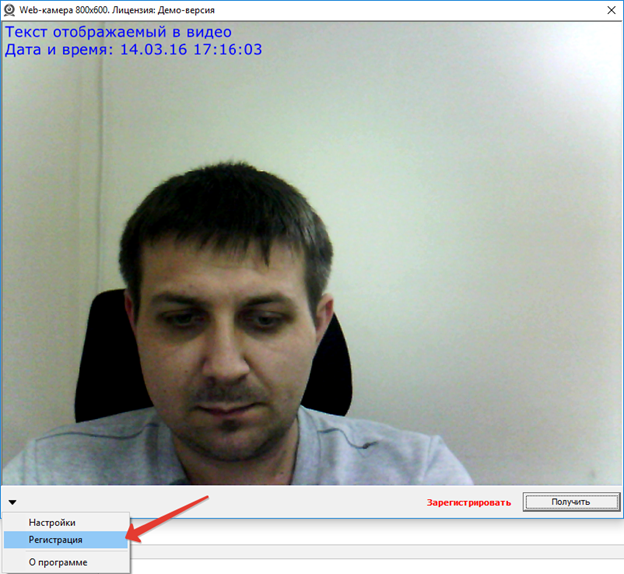 Web-камера 800x600. Лицензия: Демо-версия
Текст отображаемый в видео
Дата и время: 14.03.16 17:16:03
Зарегистрировать
Получить
Настройки
Регистрация
О программе